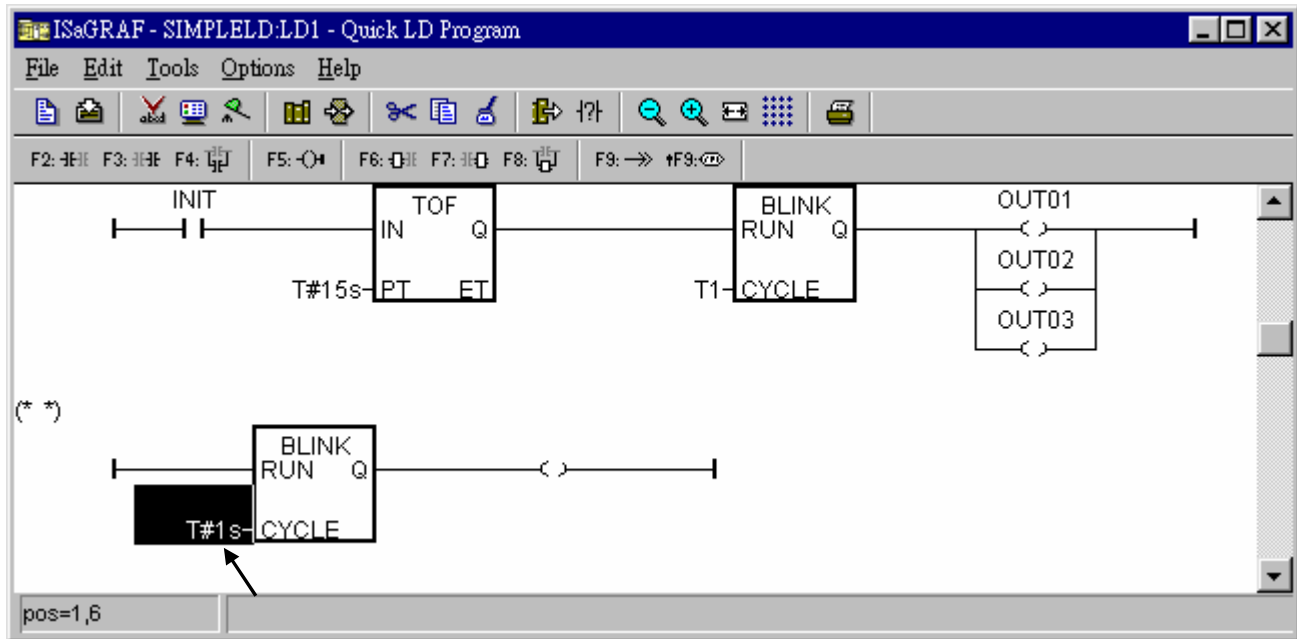 ISaGRAF - SIMPLELD:LD1 - Quick LD Program
File Edit Tools Options Help
F2: F3: F4: F5: F6: F7: F8: F9: F9:
INIT TOF BLINK OUT01
IN Q RUN Q
OUT02
T#15s PT ET T1 CYCLE
OUT03
(* *)
BLINK
RUN Q
T#1s CYCLE
pos=1,6